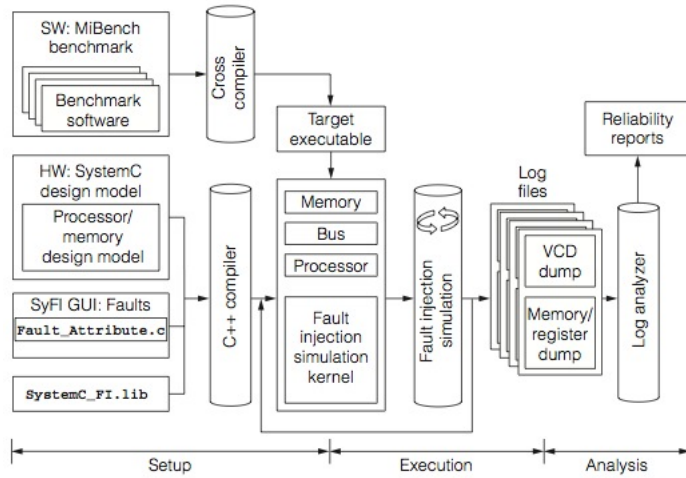 SW: MiBench
benchmark
Benchmark
software
Cross
compiler
Target
executable
HW: SystemC
design model
Processor/
memory
design model
SyFI GUI: Faults
Fault_Attribute.c
SystemC_FI.lib
C++ compiler
Memory
Bus
Processor
Fault
injection
simulation
kernel
Fault injection
simulation
Log
files
VCD
dump
Memory/
register
dump
Log analyzer
Reliability
reports
Setup
Execution
Analysis